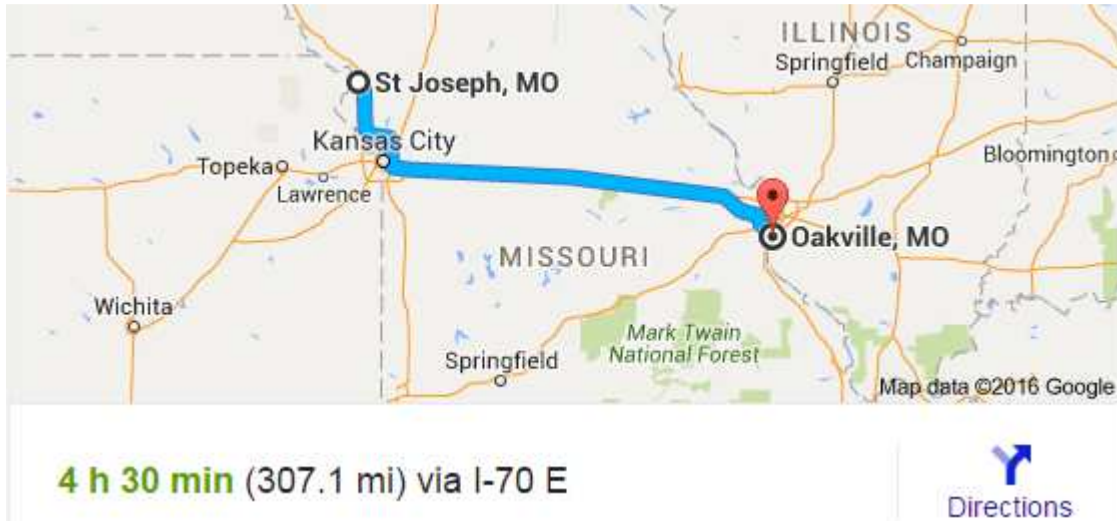 ILLINOIS
Springfield
Champaign
St Joseph, MO
Kansas City
Bloomington
Topeka
Lawrence
Oakville, MO
MISSOURI
Wichita
Mark Twain
National Forest
Springfield
Map data ©2016 Google
4 h 30 min (307.1 mi) via I-70 E
Directions